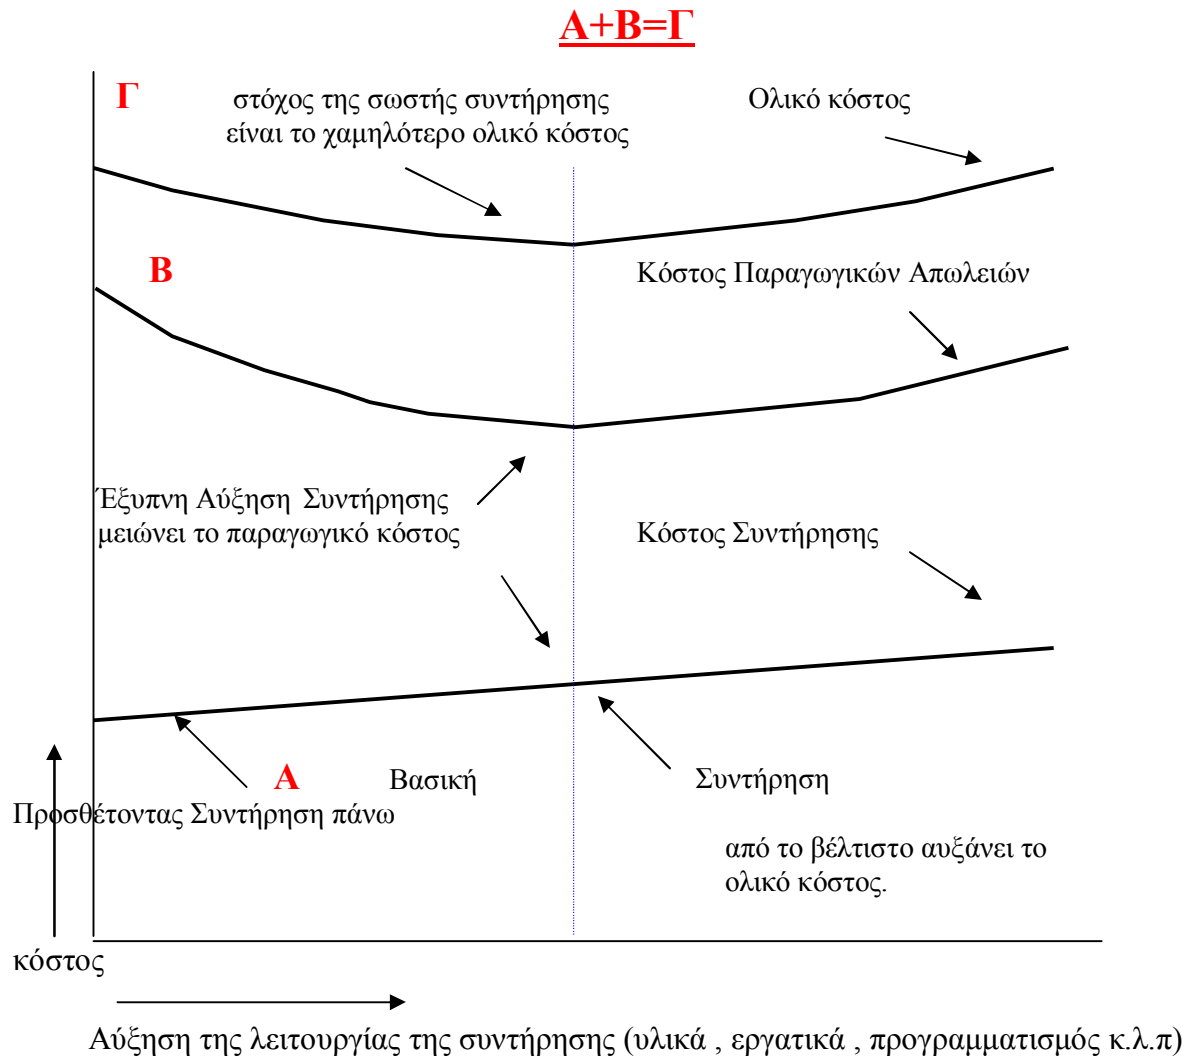 Α+Β=Γ
Γ
στόχος της σωστής συντήρησης
είναι το χαμηλότερο ολικό κόστος
Ολικό κόστος
Β
Κόστος Παραγωγικών Απωλειών
Έξυπνη Αύξηση Συντήρησης
μειώνει το παραγωγικό κόστος
Κόστος Συντήρησης
Α
Βασική
Συντήρηση
Προσθέτοντας Συντήρηση πάνω
από το βέλτιστο αυξάνει το
ολικό κόστος.
κόστος
Αύξηση της λειτουργίας της συντήρησης (υλικά , εργατικά , προγραμματισμός κ.λ.π)